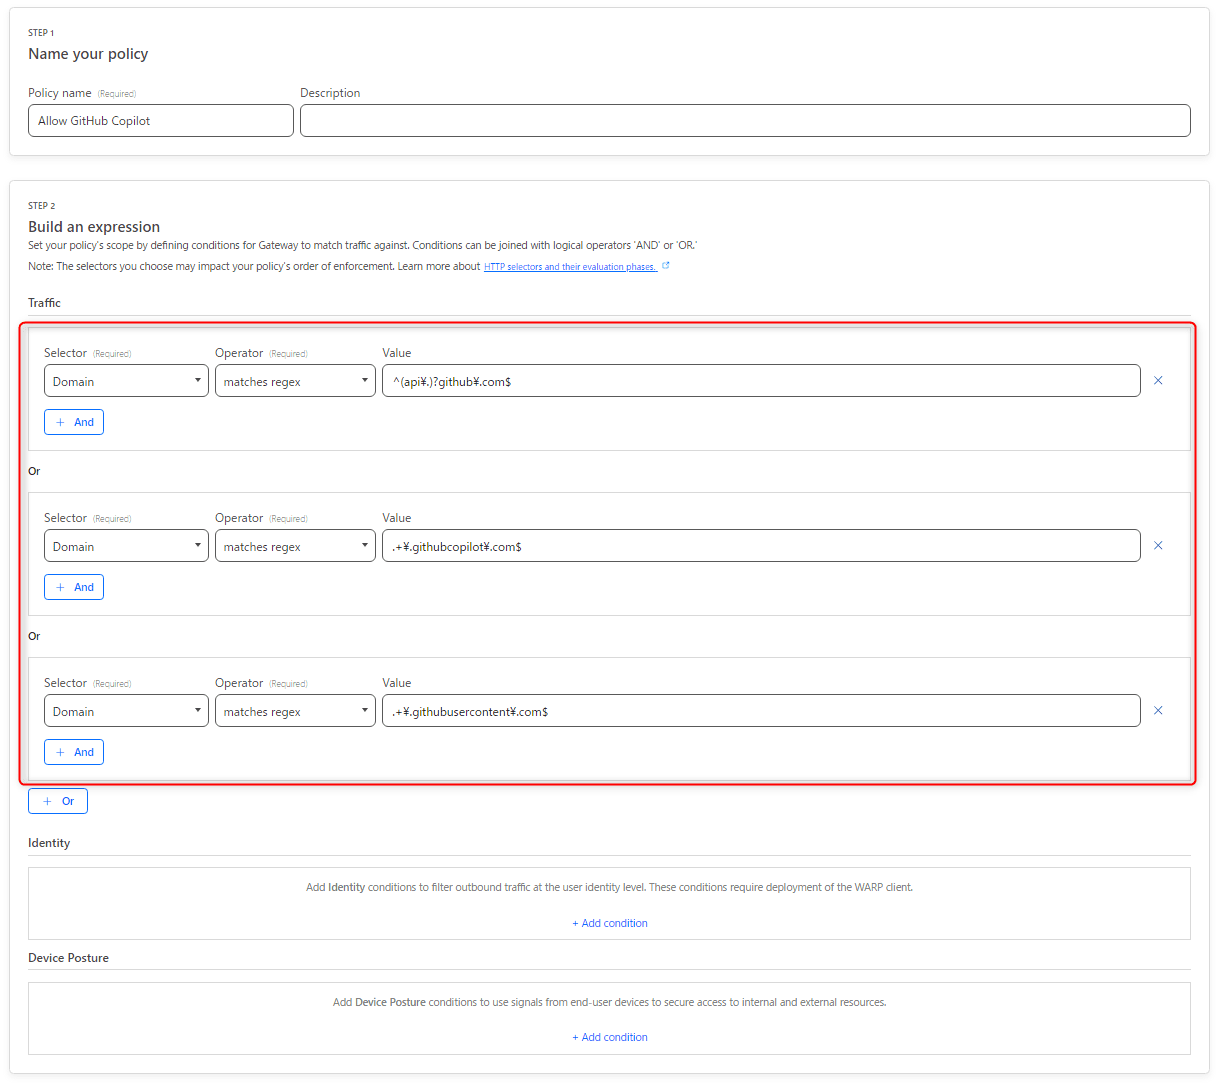 STEP 1
Name your policy
Policy name (Required) Description
Allow GitHub Copilot
STEP 2
Build an expression
Set your policy's scope by defining conditions for Gateway to match traffic against. Conditions can be joined with logical operators 'AND' or 'OR.'
Note: The selectors you choose may impact your policy's order of enforcement. Learn more about HTTP selectors and their evaluation phases.
Traffic
Selector (Required) Operator (Required) Value
Domain matches regex ^(api¥.)?github¥.com$
+ And
Or
Selector (Required) Operator (Required) Value
Domain matches regex .+¥.githubcopilot¥.com$
+ And
Or
Selector (Required) Operator (Required) Value
Domain matches regex .+¥.githubusercontent¥.com$
+ And
+ Or
Identity
Add Identity conditions to filter outbound traffic at the user identity level. These conditions require deployment of the WARP client.
+ Add condition
Device Posture
Add Device Posture conditions to use signals from end-user devices to secure access to internal and external resources.
+ Add condition